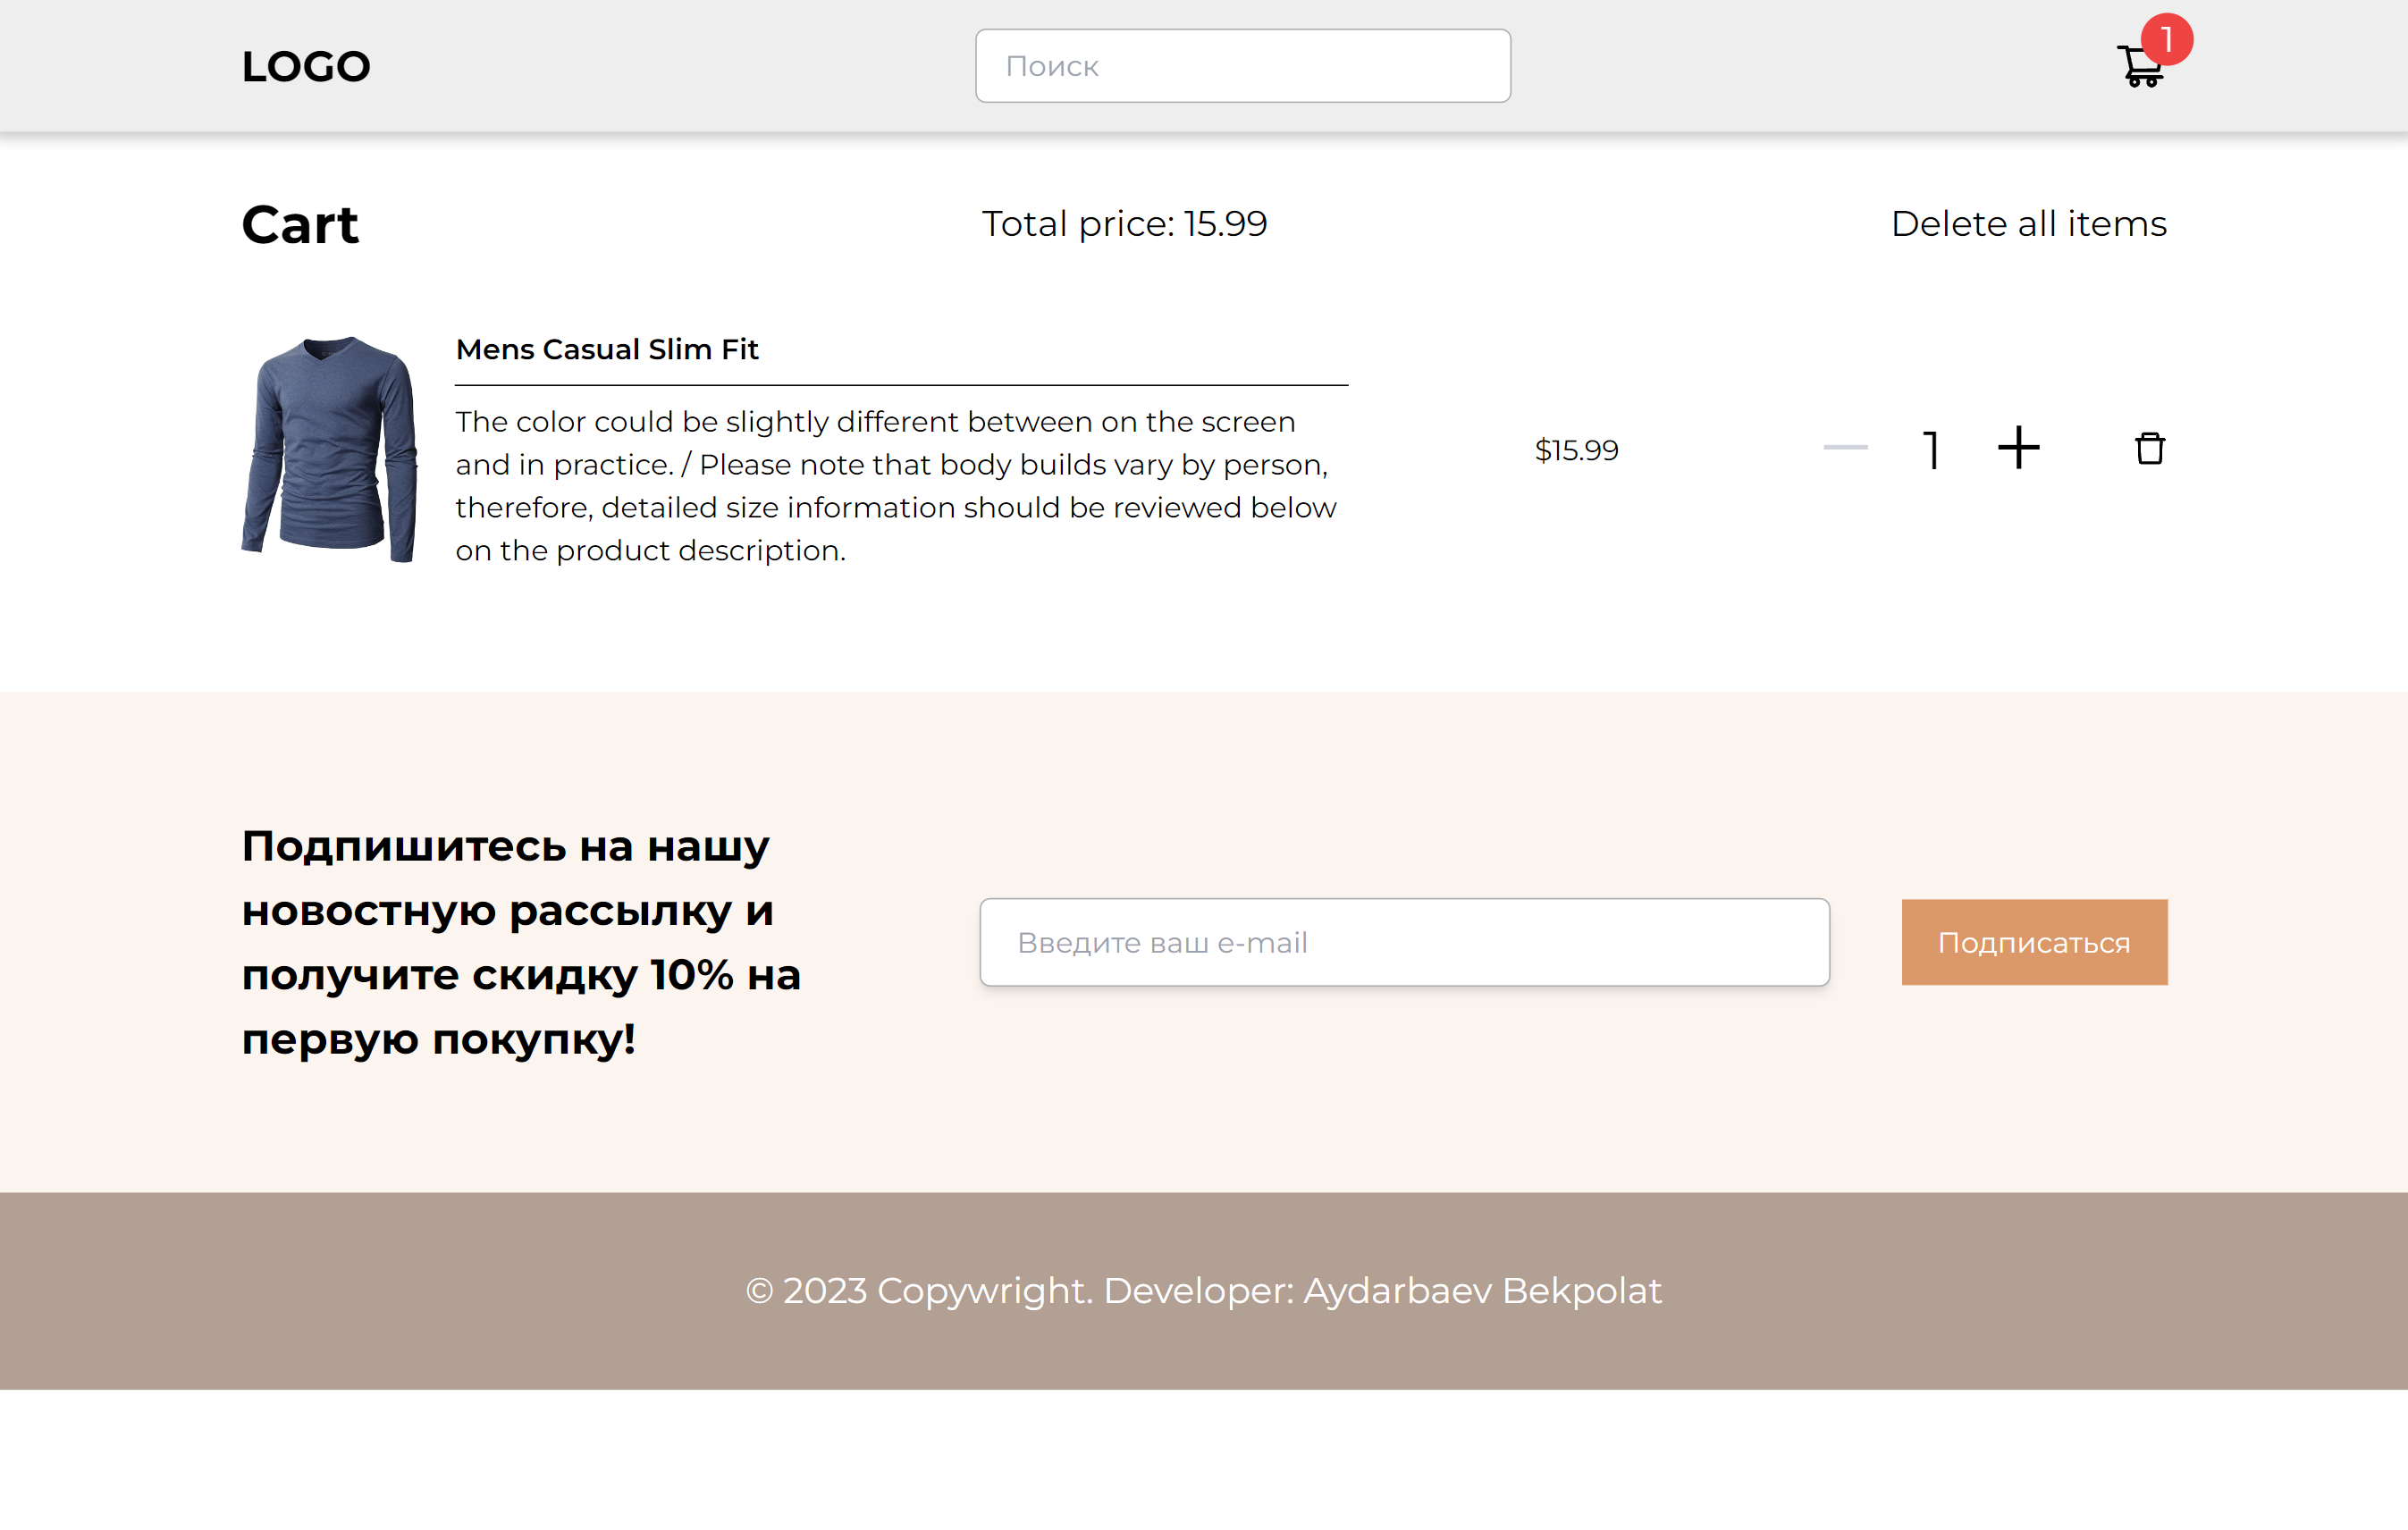 LOGO
Поиск
1
Cart
Total price: 15.99
Delete all items
Mens Casual Slim Fit
The color could be slightly different between on the screen
and in practice. / Please note that body builds vary by person,
therefore, detailed size information should be reviewed below
on the product description.
$15.99
1
Подпишитесь на нашу
новостную рассылку и
получите скидку 10% на
первую покупку!
Введите ваш e-mail
Подписаться
© 2023 Copywright. Developer: Aydarbaev Bekpolat